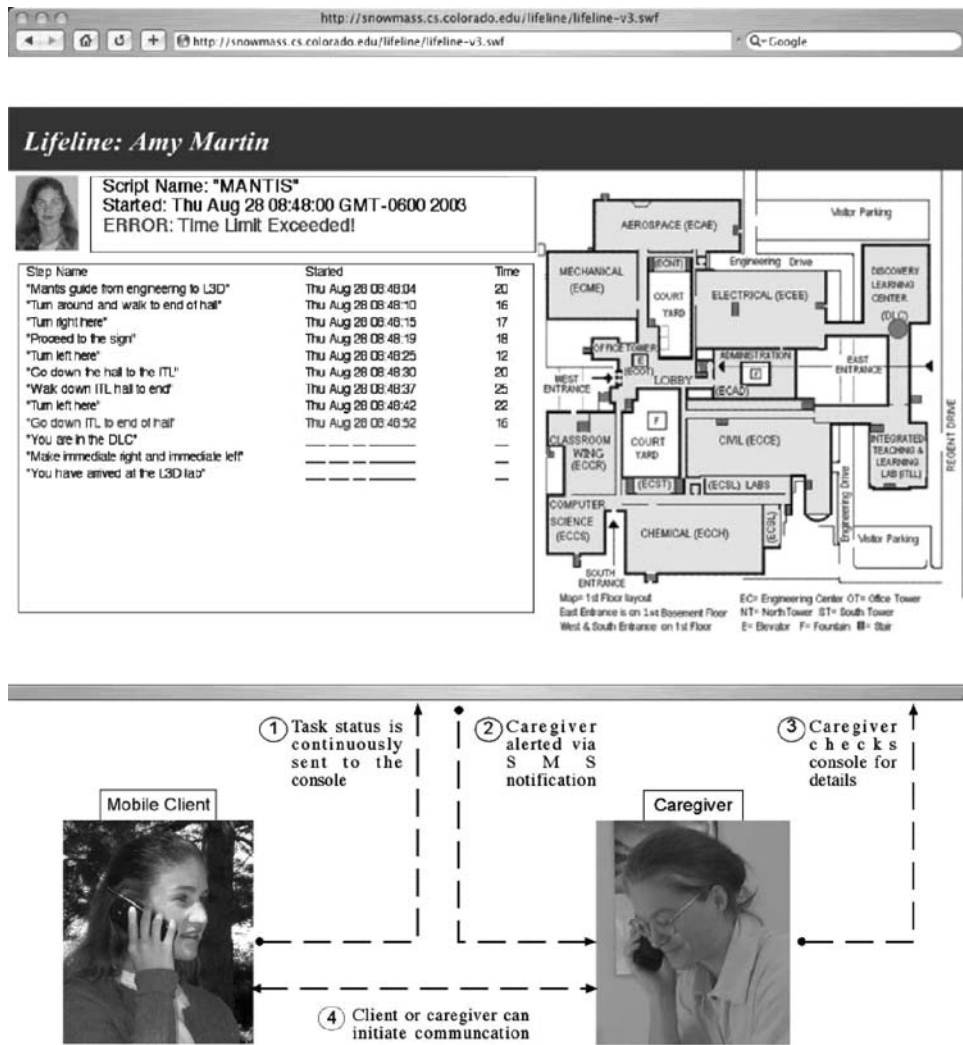 http://snowmass.cs.colorado.edu/lifeline/lifeline-v3.swf
http://snowmass.cs.colorado.edu/lifeline/lifeline-v3.swf
Q- Google
Lifeline: Amy Martin
Script Name: "MANTIS"
Started: Thu Aug 28 08:48:00 GMT-0600 2003
ERROR: Time Limit Exceeded!
Step Name Started Time
"Mantis guide from engineering to L3D" Thu Aug 28 08:48:04 20
"Turn around and walk to end of hall" Thu Aug 28 08:48:10 16
"Turn right here" Thu Aug 28 08:48:15 17
"Proceed to the sign" Thu Aug 28 08:48:19 18
"Turn left here" Thu Aug 28 08:48:25 12
"Go down the hall to the ITL" Thu Aug 28 08:48:30 20
"Walk down ITL hall to end" Thu Aug 28 08:48:37 25
"Turn left here" Thu Aug 28 08:48:42 22
"Go down ITL to end of hall" Thu Aug 28 08:48:52 16
"You are in the DLC"
"Make immediate right and immediate left"
"You have arrived at the L3D lab"
AEROSPACE (ECAE)
Visitor Parking
MECHANICAL
(ECME)
(ECNT)
Engineering Drive
DISCOVERY
LEARNING
CENTER
(DLC)
COURT
YARD
ELECTRICAL (ECEE)
OFFICE TOWER
E
(ECOT)
ADMINISTRATION
EAST
ENTRANCE
WEST
ENTRANCE
LOBBY
(ECAD)
F
CLASSROOM
WING
(ECCR)
COURT
YARD
CIVIL (ECCE)
INTEGRATED
TEACHING &
LEARNING
LAB (ITLL)
REGENT DRIVE
(ECST)
(ECSL) LABS
COMPUTER
SCIENCE
(ECCS)
CHEMICAL (ECCH)
(ECSL)
Engineering Drive
Visitor Parking
SOUTH
ENTRANCE
Map= 1st Floor layout
East Entrance is on 1st Basement Floor
West & South Entrance on 1st Floor
EC= Engineering Center OT= Office Tower
NT= North Tower ST= South Tower
E= Elevator F= Fountain = Stair
1 Task status is
continuously
sent to the
console
2 Caregiver
alerted via
S M S
notification
3 Caregiver
checks
console for
details
Mobile Client
Caregiver
4 Client or caregiver can
initiate communcation